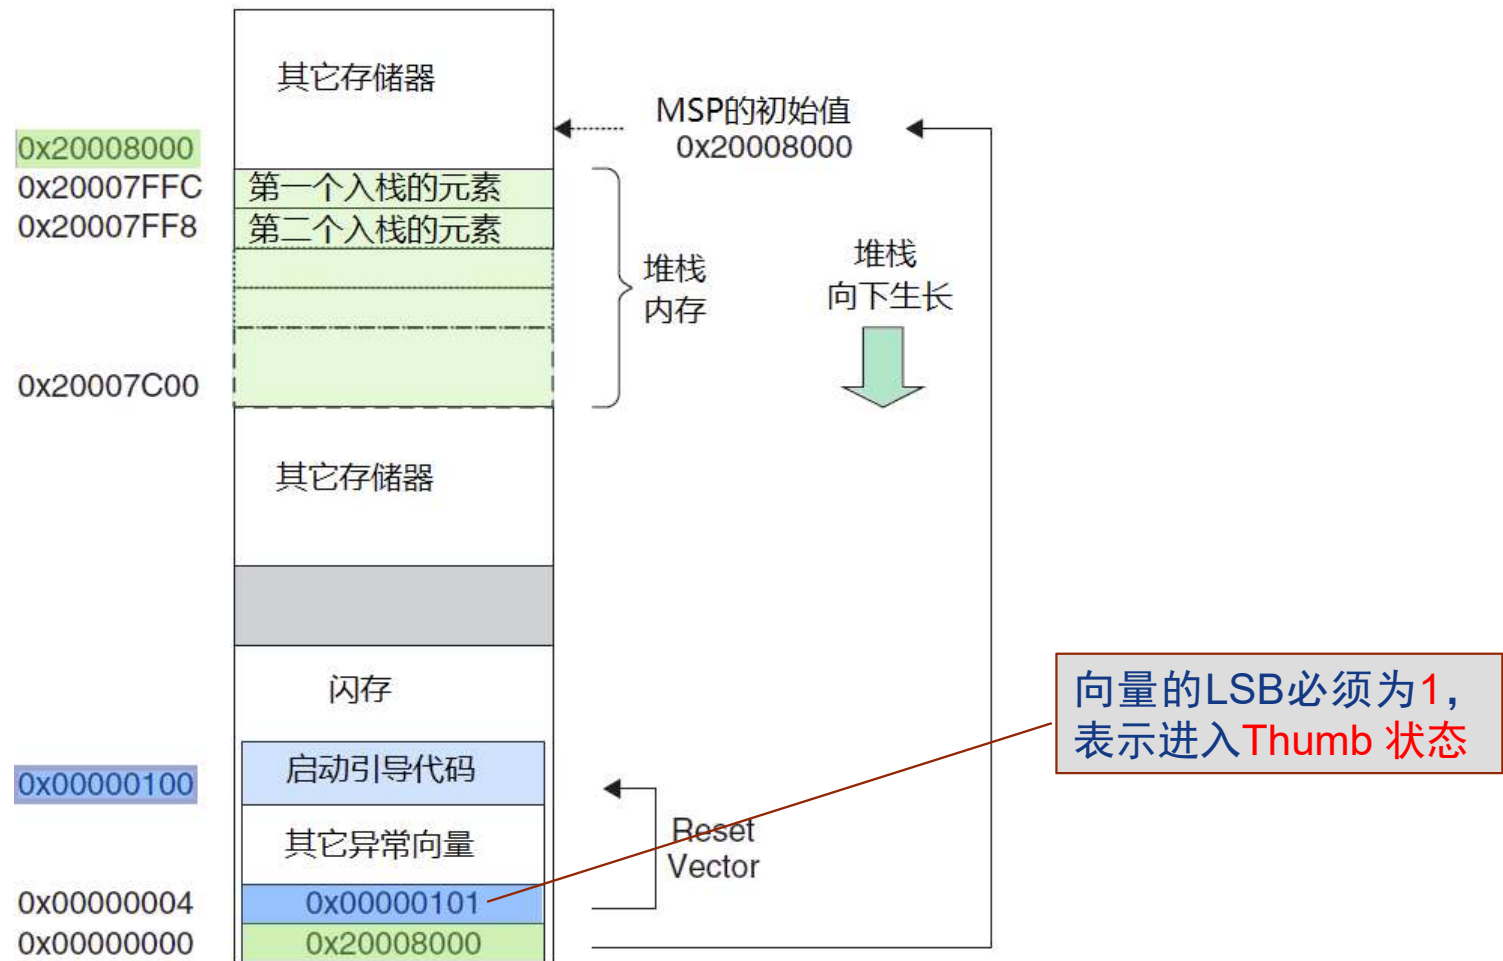 其它存储器
MSP的初始值
0x20008000
0x20008000
0x20007FFC
第一个入栈的元素
0x20007FF8
第二个入栈的元素
堆栈
内存
堆栈
向下生长
0x20007C00
其它存储器
闪存
向量的LSB必须为1，
表示进入Thumb 状态
启动引导代码
0x00000100
其它异常向量
Reset
Vector
0x00000004
0x00000101
0x00000000
0x20008000